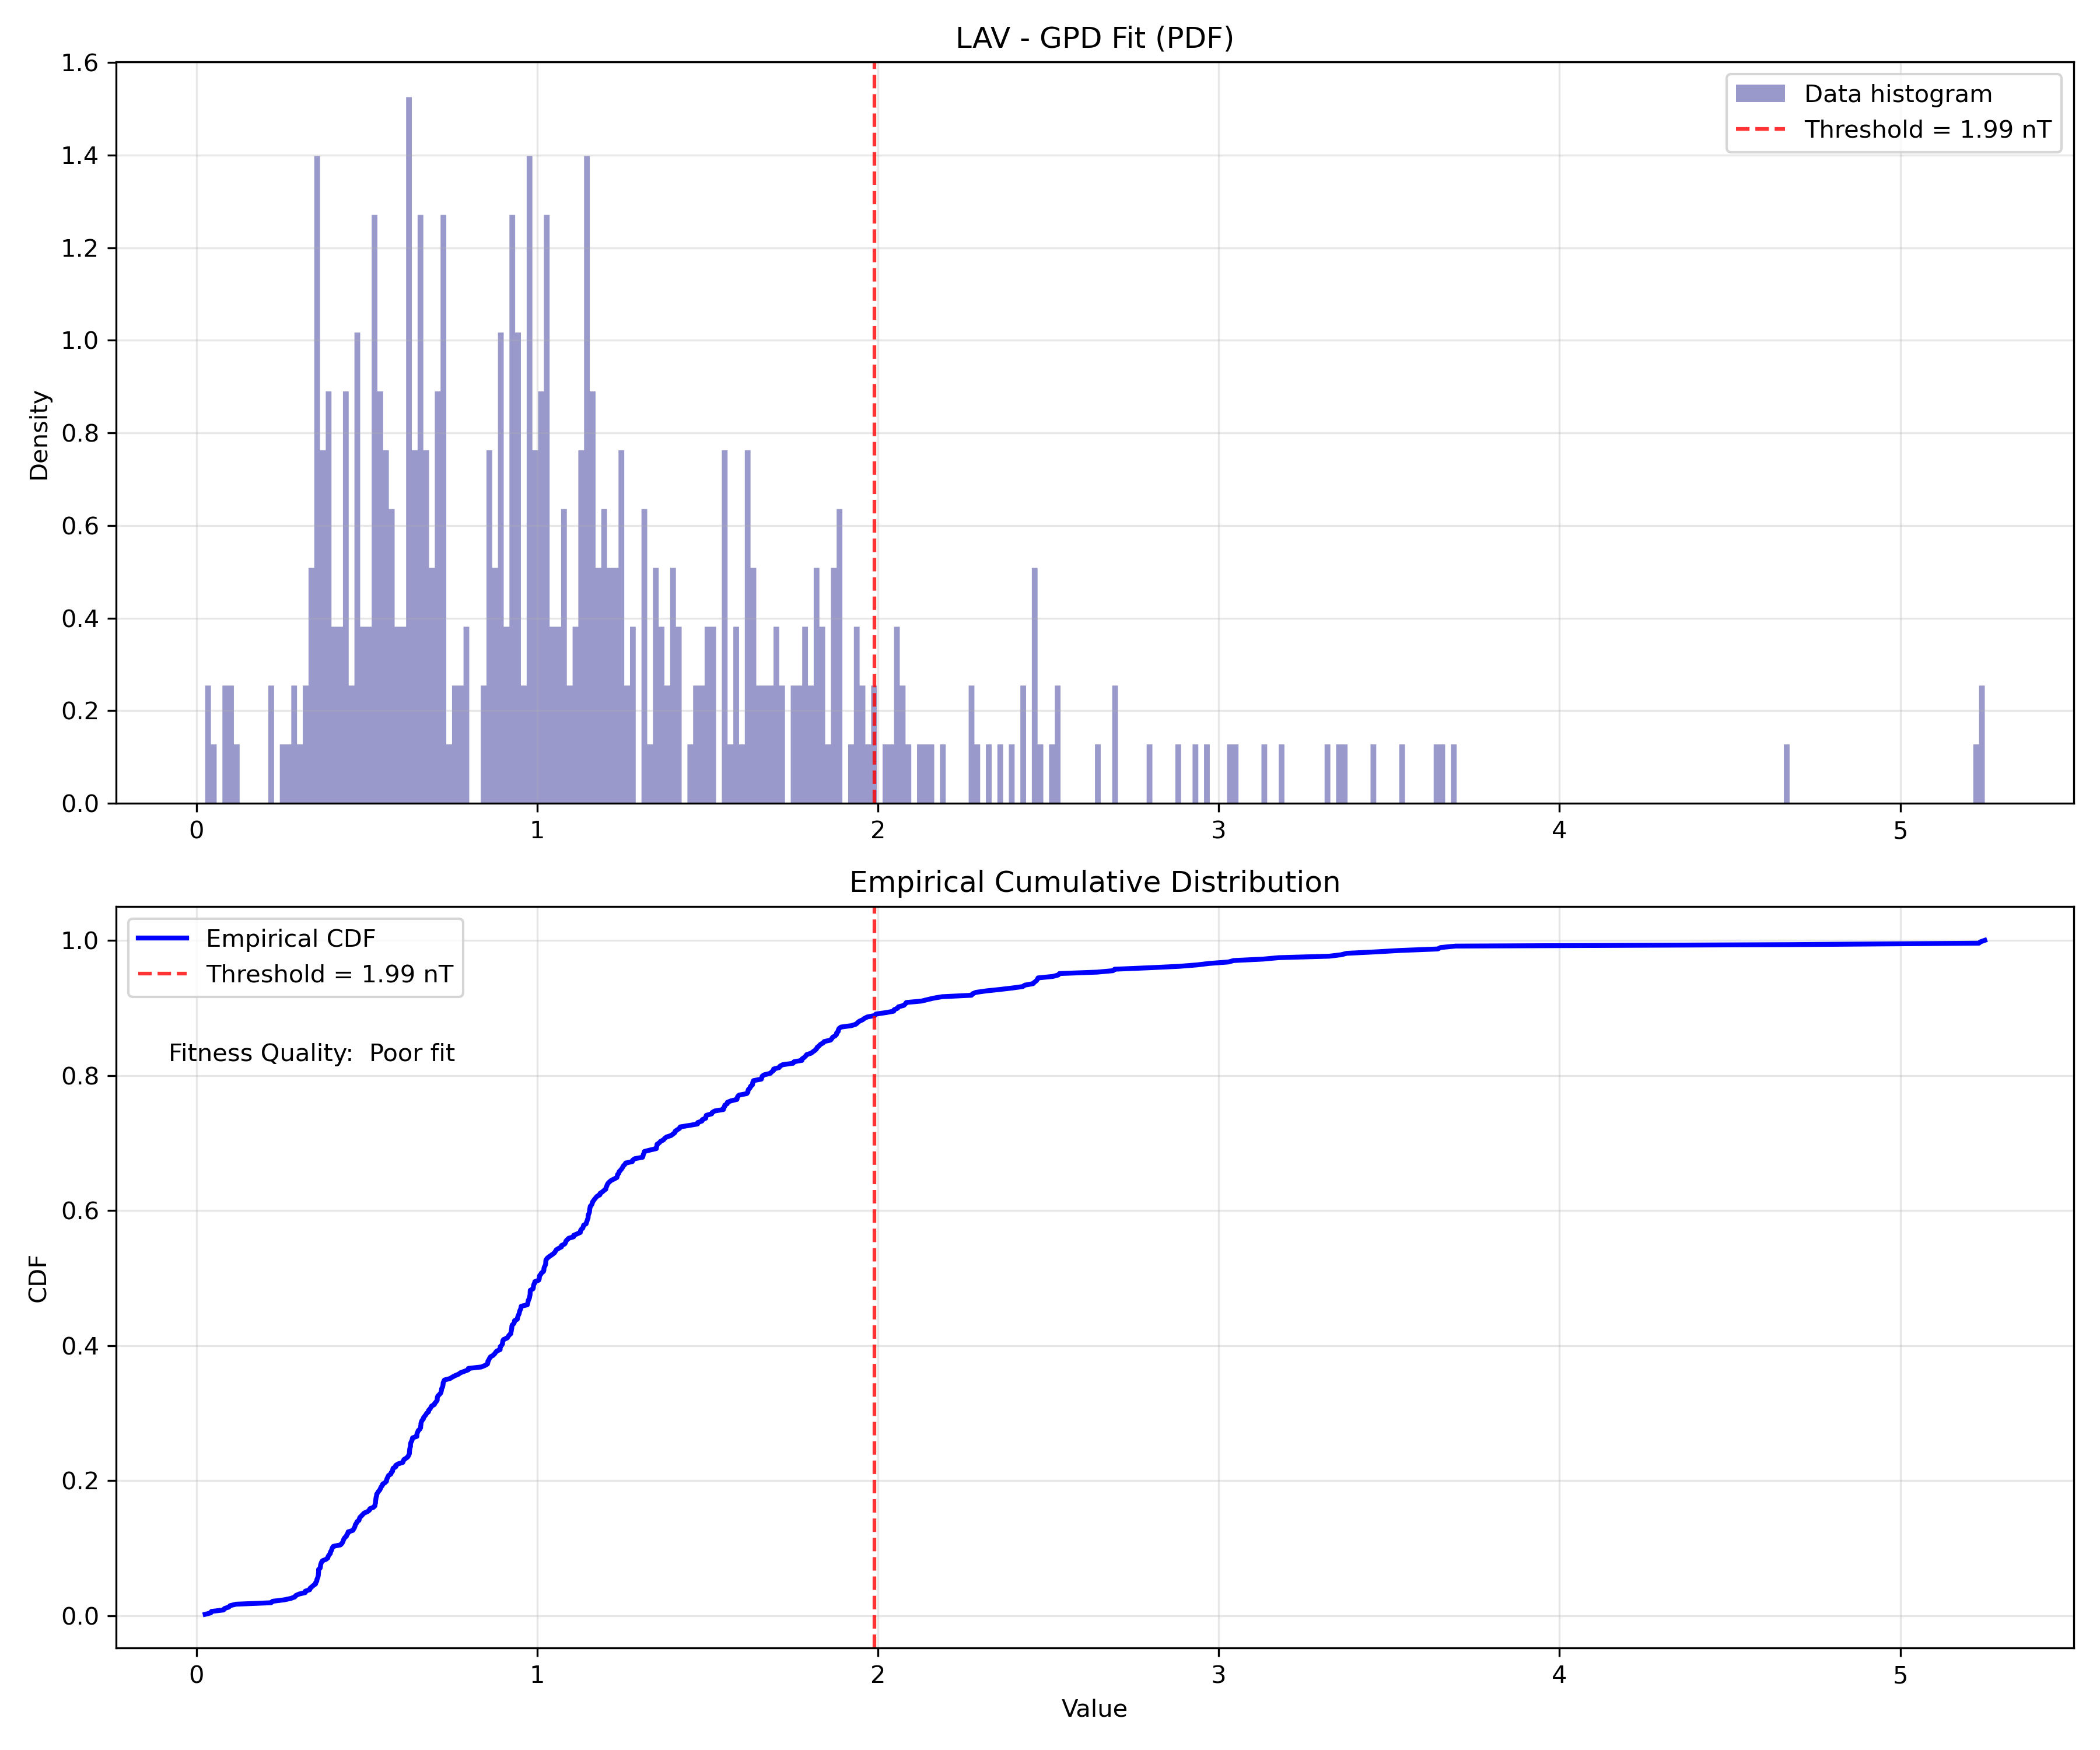 LAV - GPD Fit (PDF)
Density
1.6
1.4
1.2
1.0
0.8
0.6
0.4
0.2
0.0
Data histogram
Threshold = 1.99 nT
0 1 2 3 4 5
Empirical Cumulative Distribution
CDF
1.0
0.8
0.6
0.4
0.2
0.0
Empirical CDF
Threshold = 1.99 nT
Fitness Quality:  Poor fit
0 1 2 3 4 5
Value